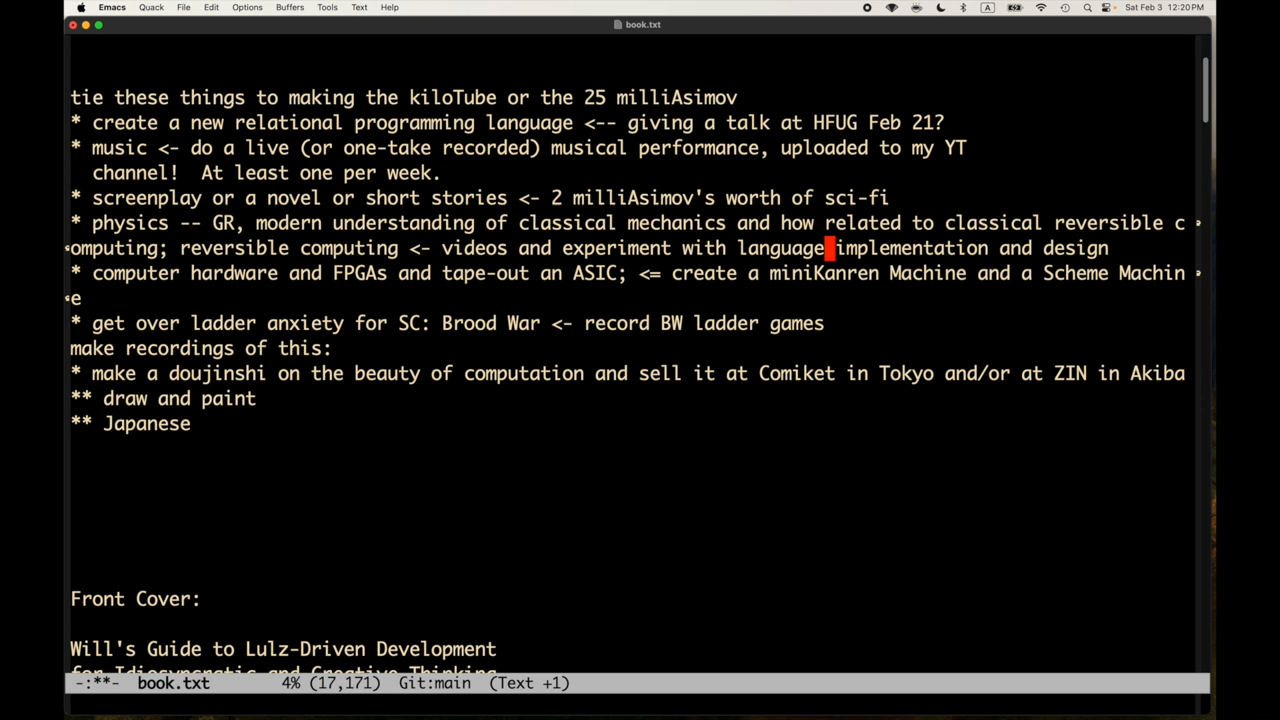 Emacs Quack File Edit Options Buffers Tools Text Help A Sat Feb 3 12:20 PM
book.txt
tie these things to making the kiloTube or the 25 milliAsimov
* create a new relational programming language <-- giving a talk at HFUG Feb 21?
* music <- do a live (or one-take recorded) musical performance, uploaded to my YT
channel! At least one per week.
* screenplay or a novel or short stories <- 2 milliAsimov's worth of sci-fi
* physics -- GR, modern understanding of classical mechanics and how related to classical reversible c
omputing; reversible computing <- videos and experiment with language implementation and design
* computer hardware and FPGAs and tape-out an ASIC; <= create a miniKanren Machine and a Scheme Machin
e
* get over ladder anxiety for SC: Brood War <- record BW ladder games
make recordings of this:
* make a doujinshi on the beauty of computation and sell it at Comiket in Tokyo and/or at ZIN in Akiba
** draw and paint
** Japanese
Front Cover:
Will's Guide to Lulz-Driven Development
for Idiosyncratic and Creative Thinking
-:**- book.txt 4% (17,171) Git:main (Text +1)